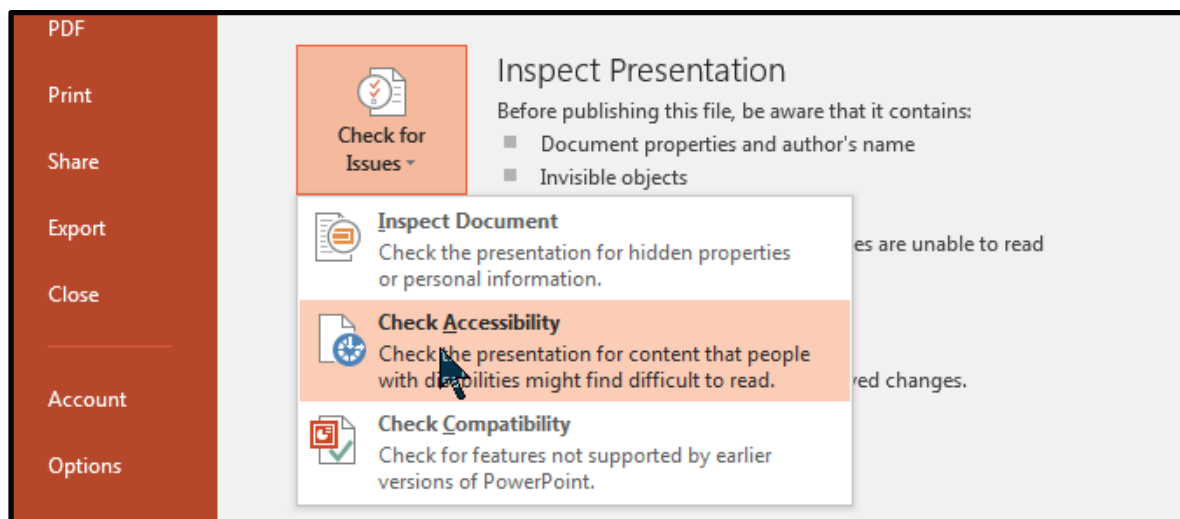 PDF
Print
Share
Export
Close
Account
Options
Check for
Issues
Inspect Presentation
Before publishing this file, be aware that it contains:
Document properties and author's name
Invisible objects
es are unable to read
ved changes.
Inspect Document
Check the presentation for hidden properties
or personal information.
Check Accessibility
Check the presentation for content that people
with disabilities might find difficult to read.
Check Compatibility
Check for features not supported by earlier
versions of PowerPoint.